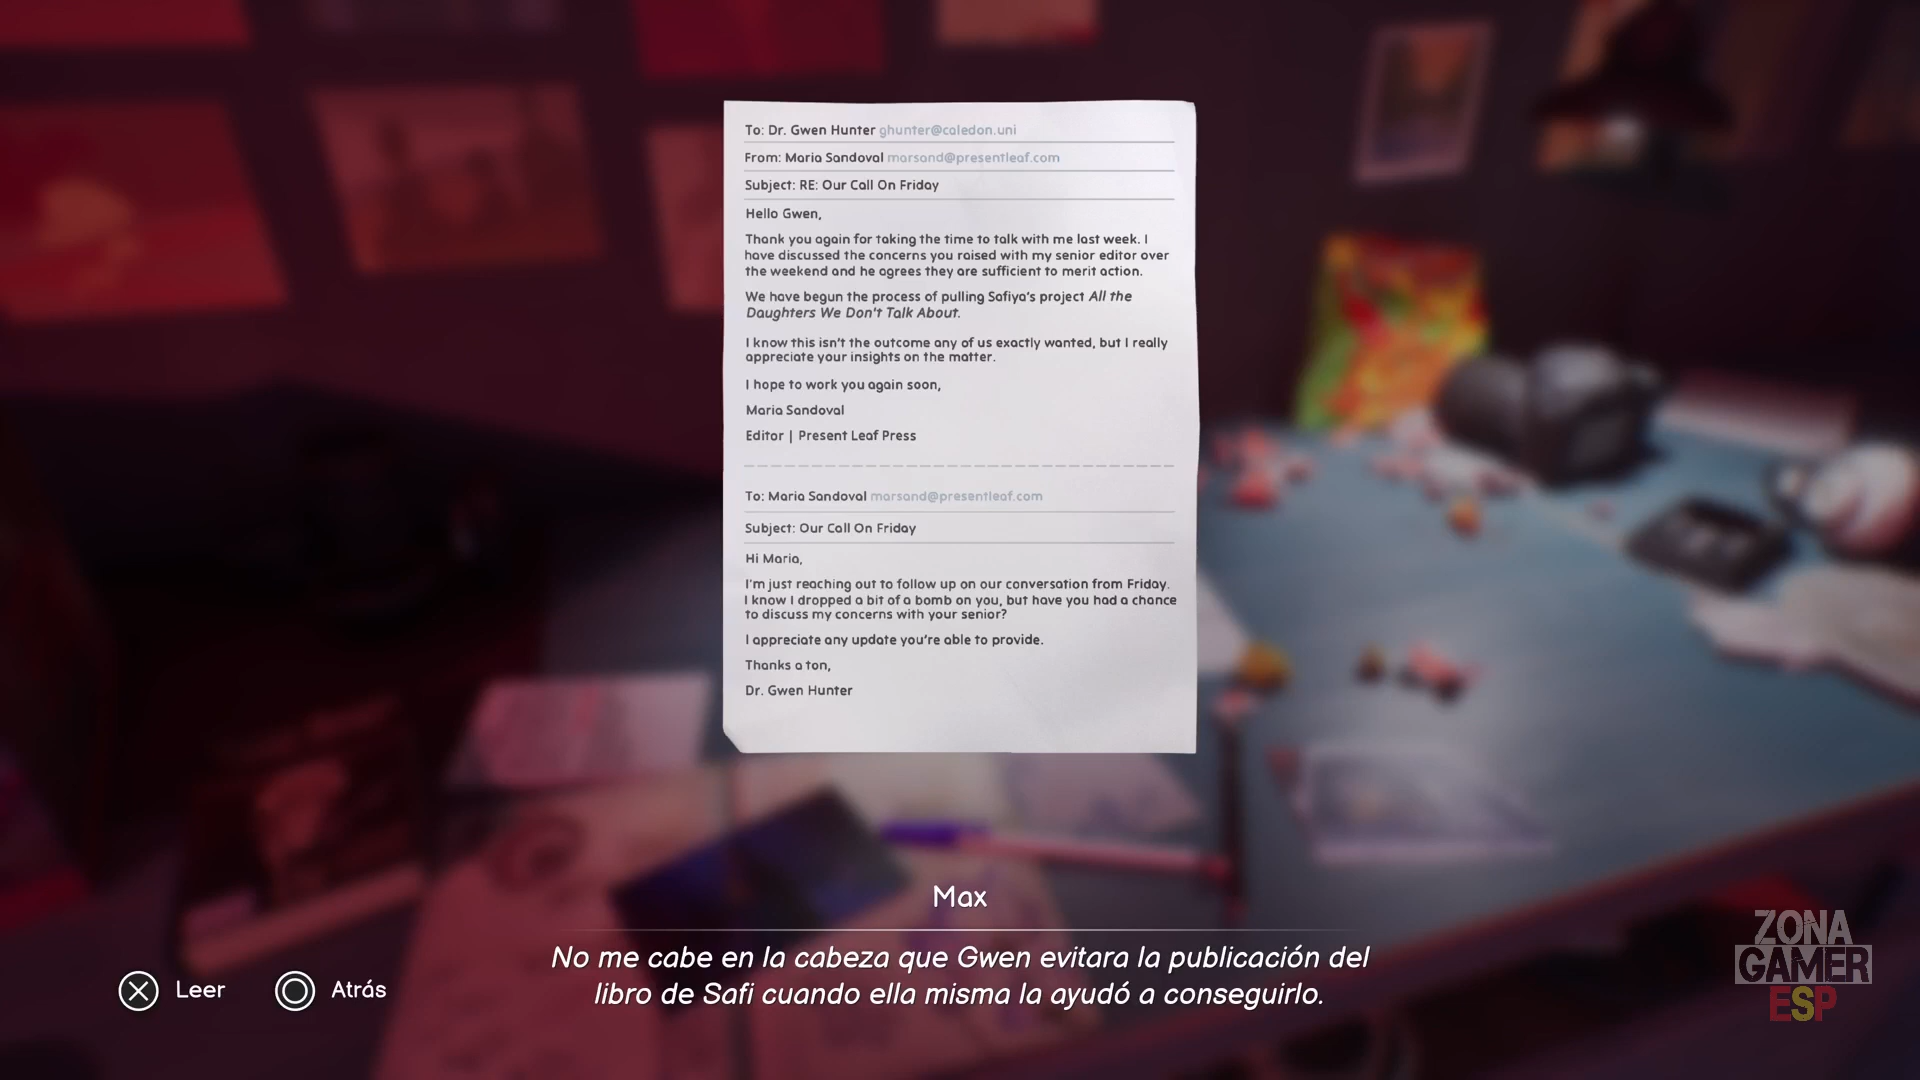 To: Dr. Gwen Hunter ghunter@caledon.uni
From: Maria Sandoval marsand@presentleaf.com
Subject: RE: Our Call On Friday
Hello Gwen,
Thank you again for taking the time to talk with me last week. I
have discussed the concerns you raised with my senior editor over
the weekend and he agrees they are sufficient to merit action.
We have begun the process of pulling Safiya's project All the
Daughters We Don't Talk About.
I know this isn't the outcome any of us exactly wanted, but I really
appreciate your insights on the matter.
I hope to work you again soon,
Maria Sandoval
Editor | Present Leaf Press
To: Maria Sandoval marsand@presentleaf.com
Subject: Our Call On Friday
Hi Maria,
I'm just reaching out to follow up on our conversation from Friday.
I know I dropped a bit of a bomb on you, but have you had a chance
to discuss my concerns with your senior?
I appreciate any update you're able to provide.
Thanks a ton,
Dr. Gwen Hunter
Max
No me cabe en la cabeza que Gwen evitara la publicación del
libro de Safi cuando ella misma la ayudó a conseguirlo.
Leer
Atrás
ZONA
GAMER
ESP